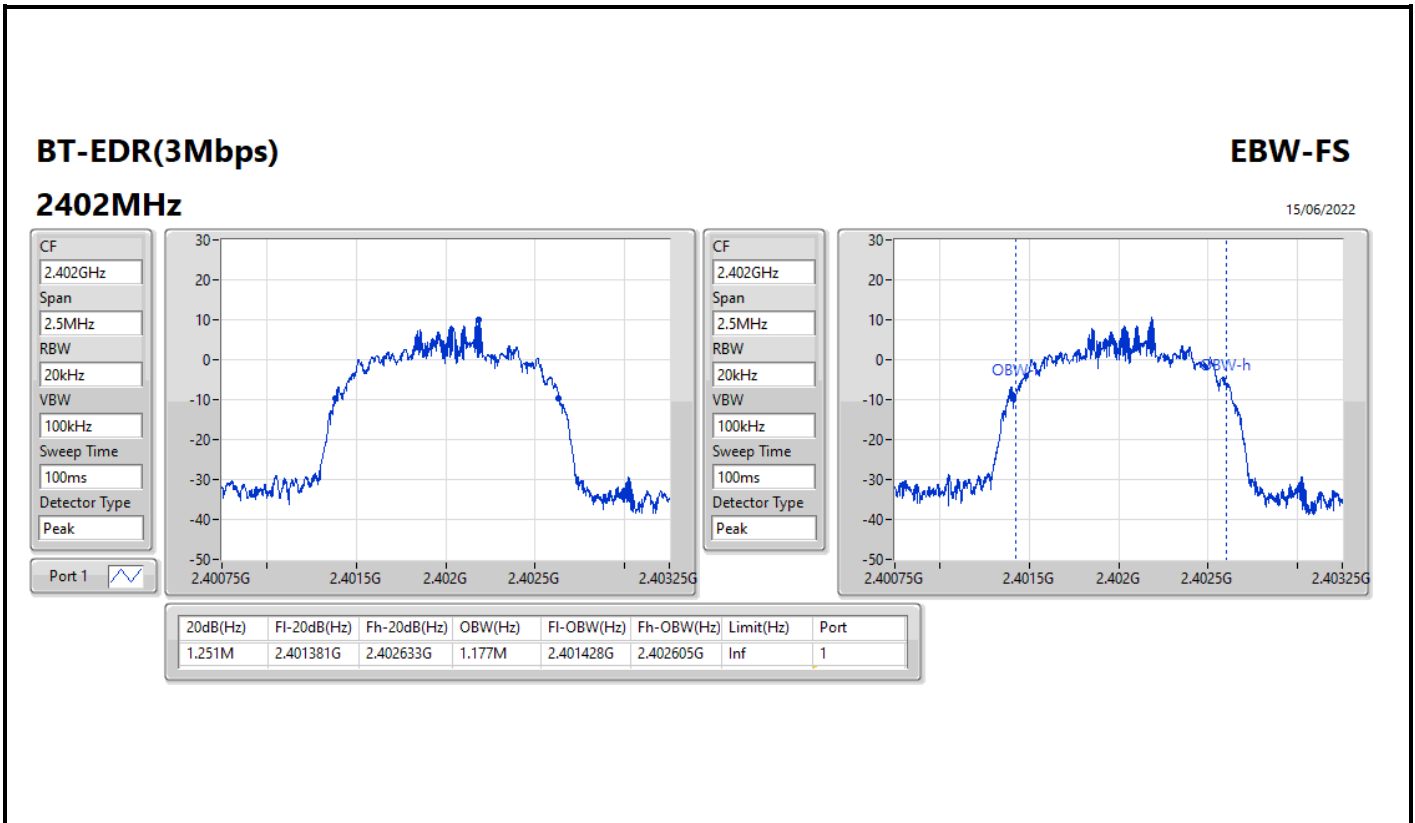 BT-EDR(3Mbps)
EBW-FS
2402MHz
15/06/2022
CF
2.402GHz
Span
2.5MHz
RBW
20kHz
VBW
100kHz
Sweep Time
100ms
Detector Type
Peak
Port 1
30
20
10
0
-10
-20
-30
-40
-50
2.40075G 2.4015G 2.402G 2.4025G 2.40325G
CF
2.402GHz
Span
2.5MHz
RBW
20kHz
VBW
100kHz
Sweep Time
100ms
Detector Type
Peak
30
20
10
0
-10
-20
-30
-40
-50
OBW- OBW-h
2.40075G 2.4015G 2.402G 2.4025G 2.40325G
20dB(Hz) Fl-20dB(Hz) Fh-20dB(Hz) OBW(Hz) Fl-OBW(Hz) Fh-OBW(Hz) Limit(Hz) Port
1.251M 2.401381G 2.402633G 1.177M 2.401428G 2.402605G Inf 1